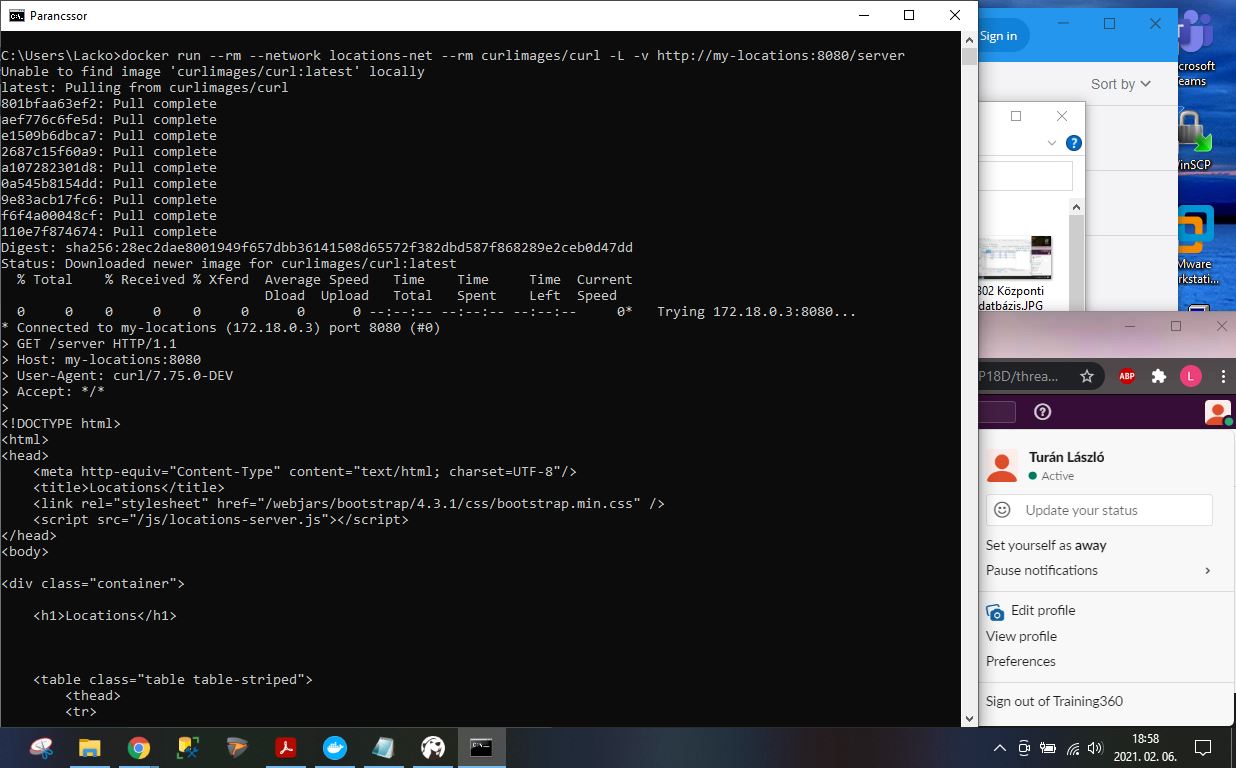 Parancssor
C:\Users\Lacko>docker run --rm --network locations-net --rm curlimages/curl -L -v http://my-locations:8080/server
Unable to find image 'curlimages/curl:latest' locally
latest: Pulling from curlimages/curl
801bfaa63ef2: Pull complete
aef776c6fe5d: Pull complete
e1509b6dbca7: Pull complete
2687c15f60a9: Pull complete
a107282301d8: Pull complete
0a545b8154dd: Pull complete
9e83acb17fc6: Pull complete
f6f4a00048cf: Pull complete
110e7f874674: Pull complete
Digest: sha256:28ec2dae8001949f657dbb36141508d65572f382dbd587f868289e2ceb0d47dd
Status: Downloaded newer image for curlimages/curl:latest
% Total % Received % Xferd Average Speed Time Time Time Current
Dload Upload Total Spent Left Speed
0 0 0 0 0 0 0 0 --:--:-- --:--:-- --:--:-- 0* Trying 172.18.0.3:8080...
* Connected to my-locations (172.18.0.3) port 8080 (#0)
> GET /server HTTP/1.1
> Host: my-locations:8080
> User-Agent: curl/7.75.0-DEV
> Accept: */*
>
<!DOCTYPE html>
<html>
<head>
<meta http-equiv="Content-Type" content="text/html; charset=UTF-8"/>
<title>Locations</title>
<link rel="stylesheet" href="/webjars/bootstrap/4.3.1/css/bootstrap.min.css" />
<script src="/js/locations-server.js"></script>
</head>
<body>
<div class="container">
<h1>Locations</h1>
<table class="table table-striped">
<thead>
<tr>
Sign in
Sort by
crosoft
eams
inSCP
Mware
rkstati...
302 Központi
datbázis.JPG
P18D/threa...
ABP
L
Turán László
Active
Update your status
Set yourself as away
Pause notifications
Edit profile
View profile
Preferences
Sign out of Training360
18:58
2021. 02. 06.